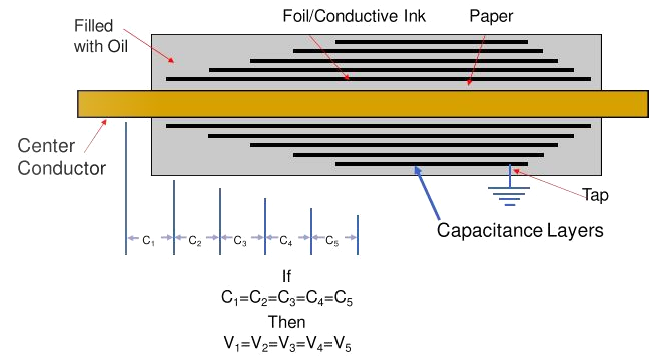 Foil/Conductive Ink
Paper
Filled
with Oil
Center
Conductor
Tap
Capacitance Layers
C₁
C₂
C₃
C₄
C₅
If
C₁=C₂=C₃=C₄=C₅
Then
V₁=V₂=V₃=V₄=V₅